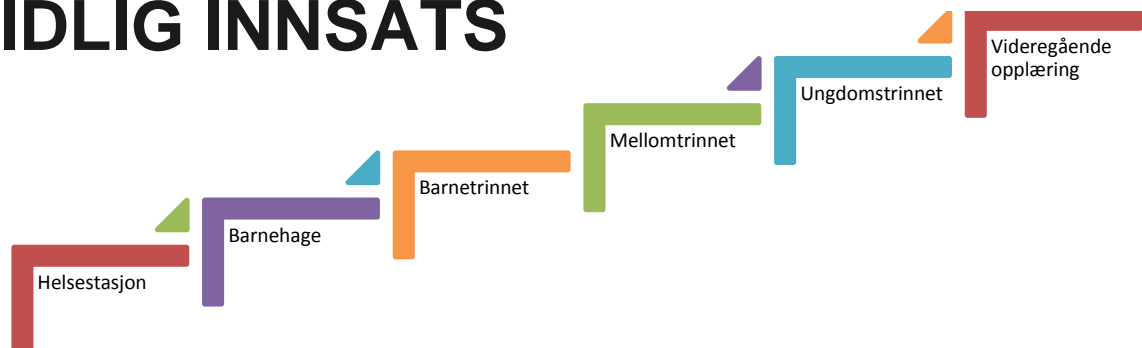 IDLIG INNSATS
Videregående
opplæring
Ungdomstrinnet
Mellomtrinnet
Barnetrinnet
Barnehage
Helsestasjon